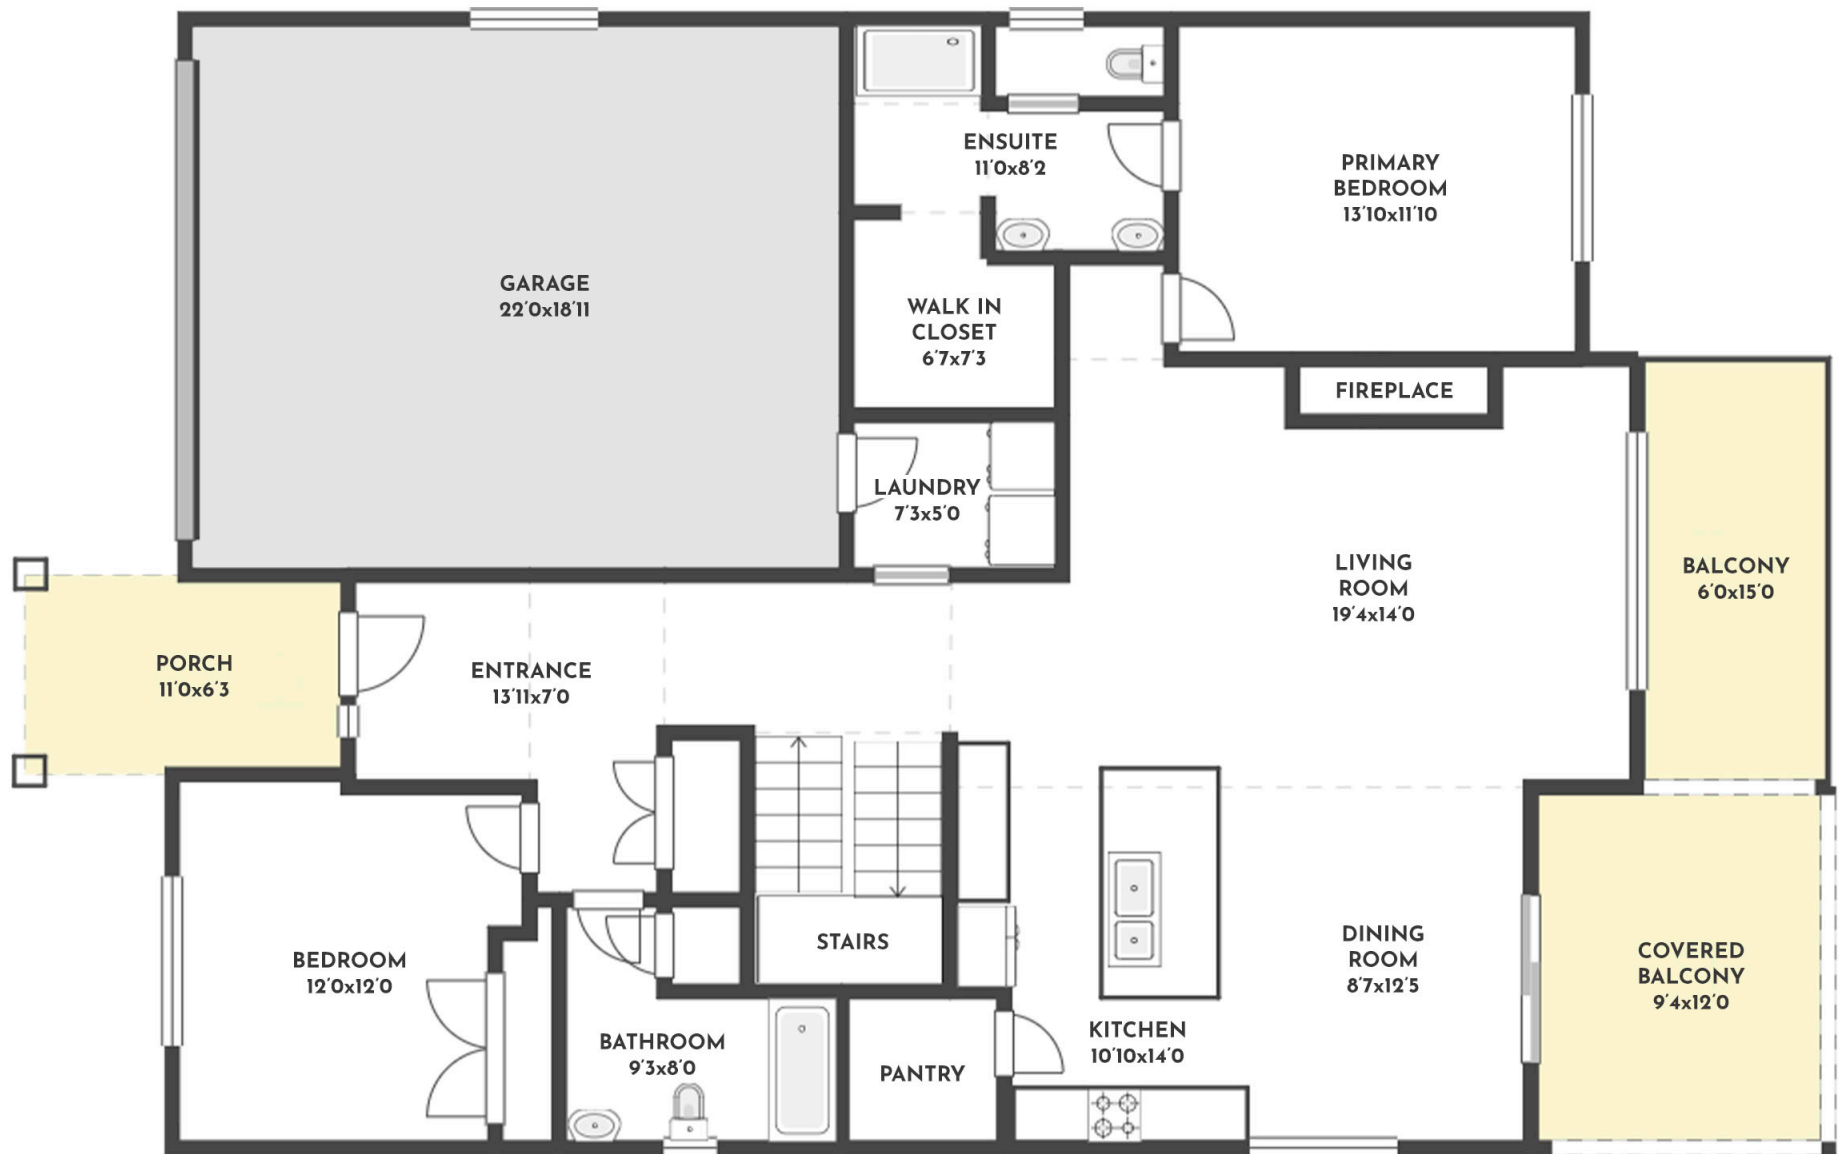 ENSUITE
11'0x8'2
PRIMARY
BEDROOM
13'10x11'10
GARAGE
22'0x18'11
WALK IN
CLOSET
6'7x7'3
FIREPLACE
LAUNDRY
7'3x5'0
LIVING
ROOM
19'4x14'0
BALCONY
6'0x15'0
PORCH
11'0x6'3
ENTRANCE
13'11x7'0
BEDROOM
12'0x12'0
STAIRS
DINING
ROOM
8'7x12'5
COVERED
BALCONY
9'4x12'0
BATHROOM
9'3x8'0
PANTRY
KITCHEN
10'10x14'0